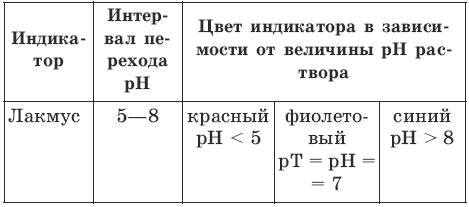 Индика-
тор
Интер-
вал пе-
рехода
pH
Цвет индикатора в зависи-
мости от величины pH рас-
твора
Лакмус
5—8
красный
pH < 5
фиолето-
вый
pT = pH =
= 7
синий
pH > 8